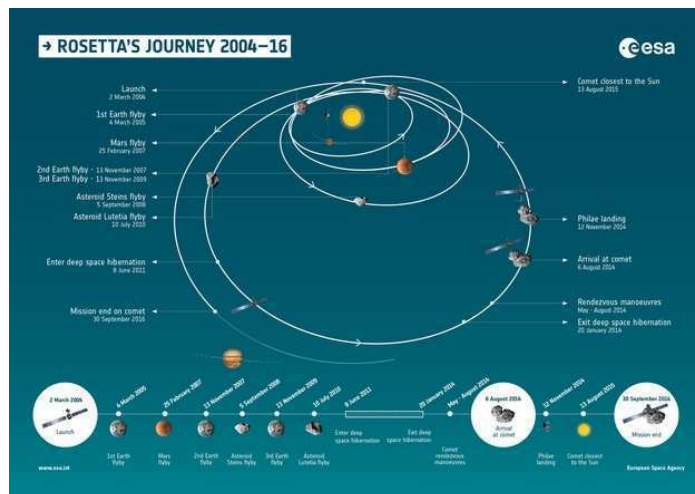 → ROSETTA'S JOURNEY 2004–16
esa
Launch
2 March 2004
1st Earth flyby
4 March 2005
Mars flyby
25 February 2007
2nd Earth flyby - 13 November 2007
3rd Earth flyby - 13 November 2009
Asteroid Steins flyby
5 September 2008
Asteroid Lutetia flyby
10 July 2010
Enter deep space hibernation
8 June 2011
Mission end on comet
30 September 2016
Comet closest to the Sun
13 August 2015
Philae landing
12 November 2014
Arrival at comet
6 August 2014
Rendezvous manoeuvres
May - August 2014
Exit deep space hibernation
20 January 2014
2 March 2004
Launch
4 March 2005
1st Earth
flyby
25 February 2007
Mars
flyby
13 November 2007
2nd Earth
flyby
5 September 2008
Asteroid
Steins flyby
13 November 2009
3rd Earth
flyby
10 July 2010
Asteroid
Lutetia flyby
8 June 2011
Enter deep
space hibernation
20 January 2014
Exit deep
space hibernation
May - August 2014
Comet
rendezvous
manoeuvres
6 August 2014
Arrival
at comet
12 November 2014
Philae
landing
13 August 2015
Comet closest
to the Sun
30 September 2016
Mission end
www.esa.int
European Space Agency